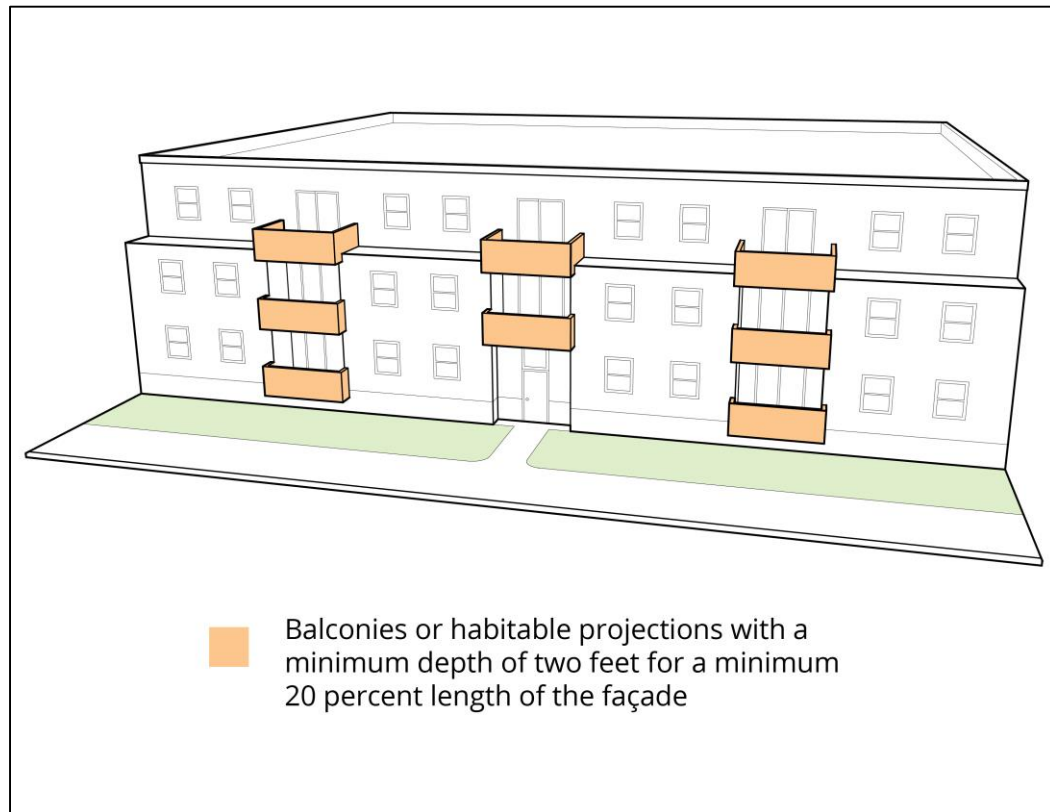 Balconies or habitable projections with a
minimum depth of two feet for a minimum
20 percent length of the façade